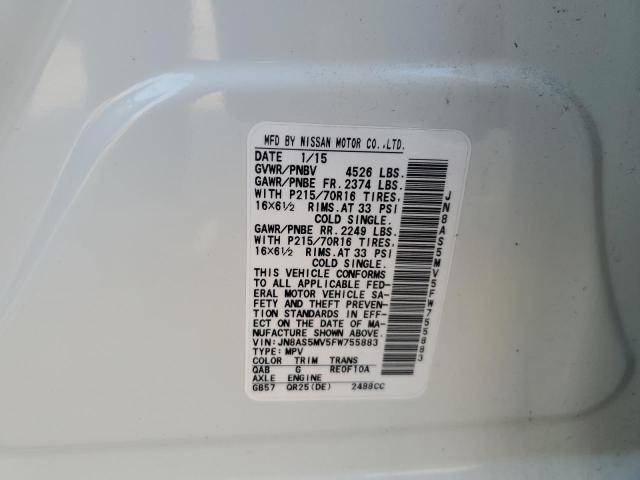 MFD BY NISSAN MOTOR CO.,LTD.
DATE 1/15
GVWR/PNBV 4526 LBS.
GAWR/PNBE FR. 2374 LBS.
WITH P215/70R16 TIRES,
16×6½ RIMS.AT 33 PSI
COLD SINGLE.
GAWR/PNBE RR. 2249 LBS.
WITH P215/70R16 TIRES,
16×6½ RIMS.AT 33 PSI
COLD SINGLE.
THIS VEHICLE CONFORMS
TO ALL APPLICABLE FED-
ERAL MOTOR VEHICLE SA-
FETY AND THEFT PREVEN-
TION STANDARDS IN EFF-
ECT ON THE DATE OF MA-
NUFACTURE SHOWN ABOVE.
VIN: JN8AS5MV5FW755883
TYPE: MPV
COLOR TRIM TRANS
QAB G RE0F10A
AXLE ENGINE
GB57 QR25(DE) 2488CC
JN8AS5MV5FW755883